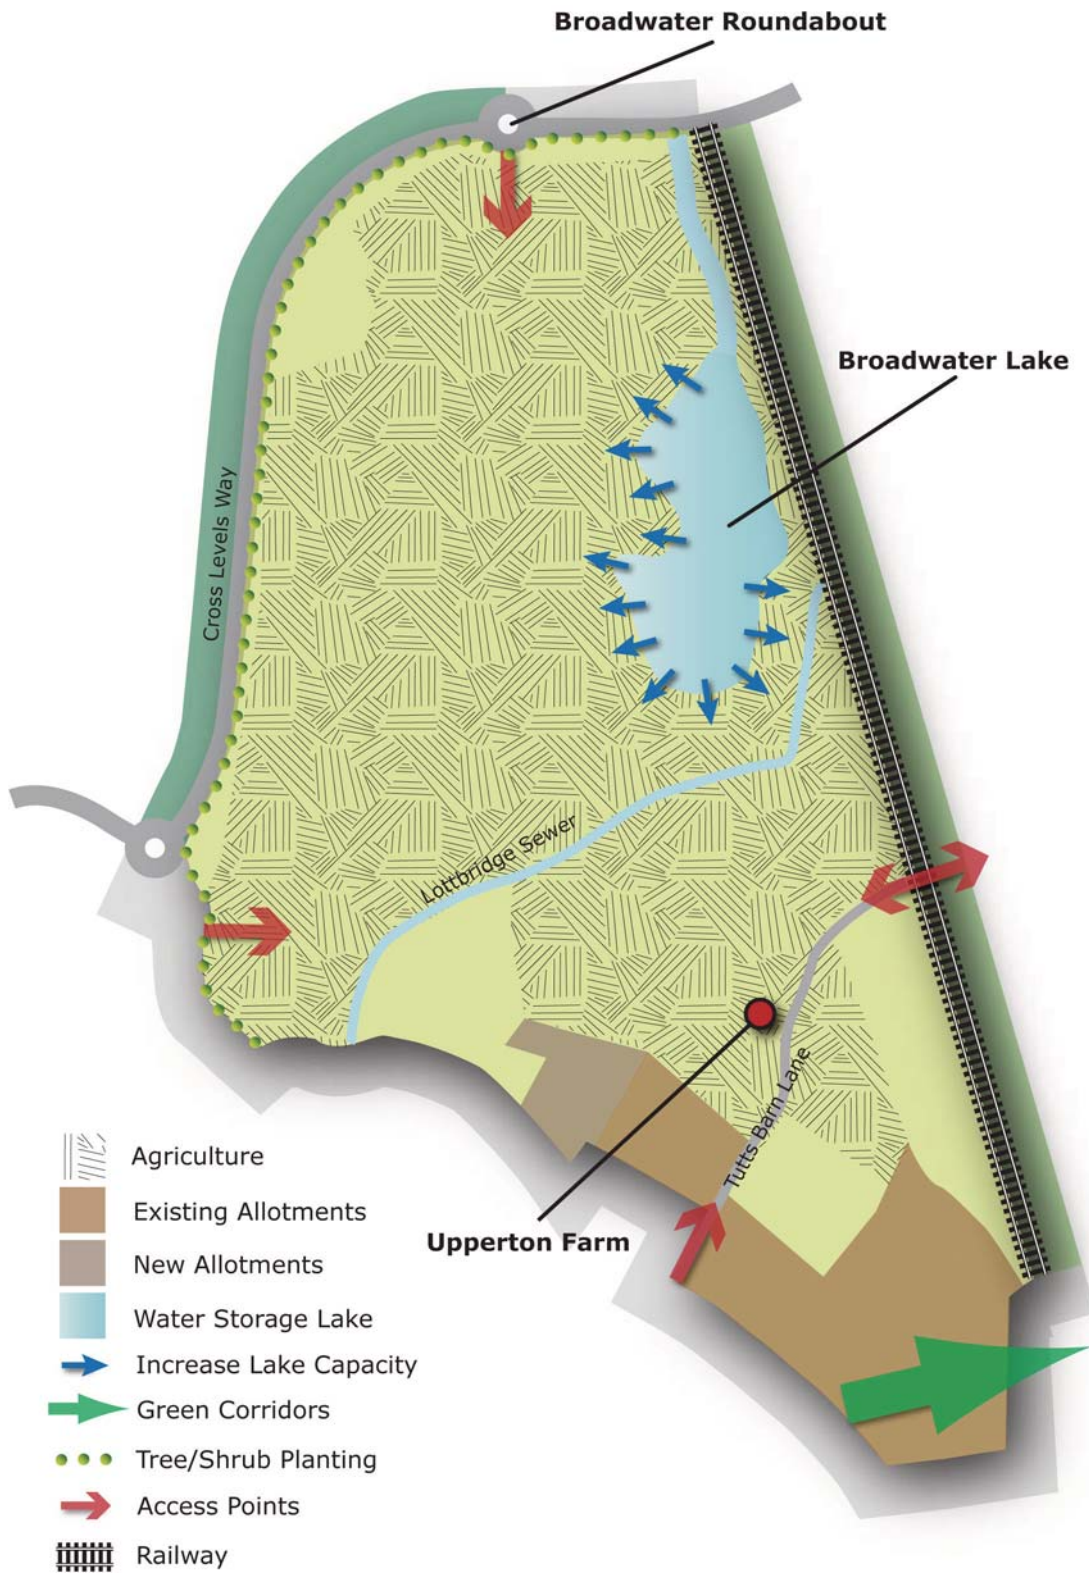 Broadwater Roundabout
Broadwater Lake
Cross Levels Way
Lottbridge Sewer
Tutts Barn Lane
Upperton Farm
Agriculture
Existing Allotments
New Allotments
Water Storage Lake
Increase Lake Capacity
Green Corridors
Tree/Shrub Planting
Access Points
Railway